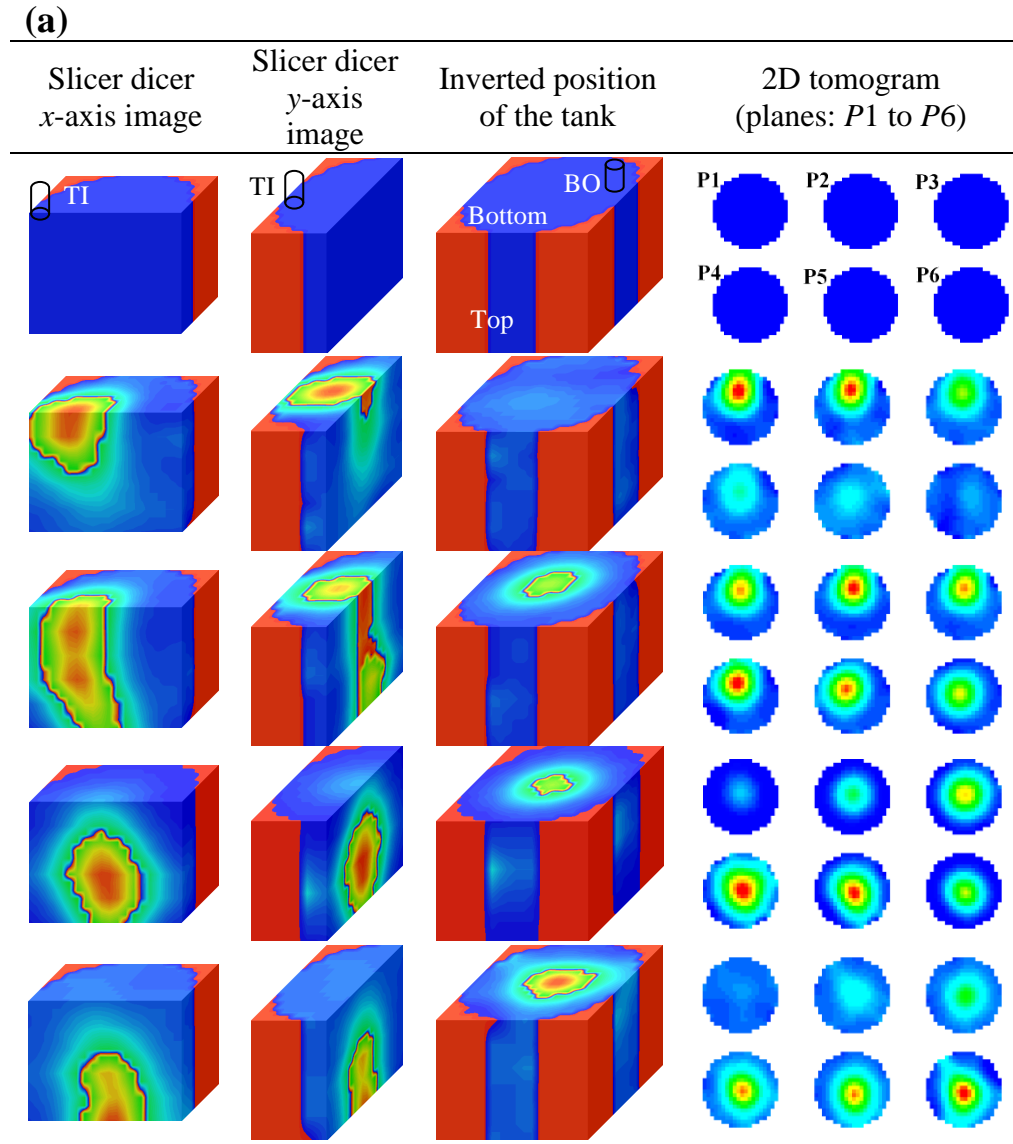 (a)
Slicer dicer
x-axis image
Slicer dicer
y-axis
image
Inverted position
of the tank
2D tomogram
(planes: P1 to P6)
TI
TI
BO
Bottom
Top
P1
P2
P3
P4
P5
P6